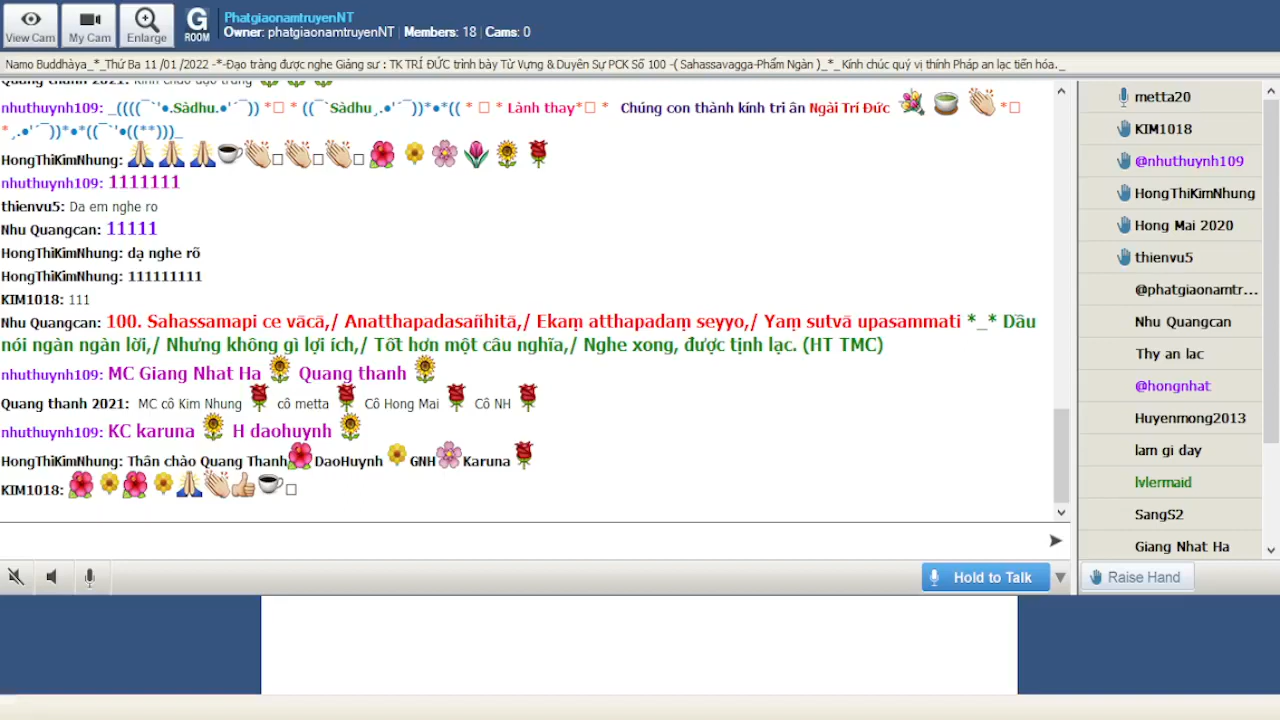 View Cam
My Cam
Enlarge
G
ROOM
PhatgiaonamtruyenNT
Owner: phatgiaonamtruyenNT | Members: 18 | Cams: 0
Namo Buddhàya_*_Thứ Ba 11 /01 /2022 -*-Đạo tràng được nghe Giảng sư : TK TRÍ ĐỨC trình bày Từ Vựng & Duyên Sự PCK Số 100 -( Sahassavagga-Phẩm Ngàn )_*_ Kính chúc quý vị thính Pháp an lạc tiến hóa._
Quang thanh 2021: Kính chào đạo tràng
nhuthuynh109: _((((¯`'•.Sàdhu.•'´¯)) *□ * ((¯`Sàdhu¸.•'´¯))*•*(( * □ * Lành thay*□ * Chúng con thành kính tri ân Ngài Trí Đức *□
*¸.•'´¯))*•*((¯`'•((**)))_
HongThiKimNhung: □ □ □
nhuthuynh109: 1111111
thienvu5: Da em nghe ro
Nhu Quangcan: 11111
HongThiKimNhung: dạ nghe rõ
HongThiKimNhung: 111111111
KIM1018: 111
Nhu Quangcan: 100. Sahassamapi ce vācā,/ Anatthapadasañhitā,/ Ekaṃ atthapadaṃ seyyo,/ Yaṃ sutvā upasammati *_* Dầu
nói ngàn ngàn lời,/ Nhưng không gì lợi ích,/ Tốt hơn một câu nghĩa,/ Nghe xong, được tịnh lạc. (HT TMC)
nhuthuynh109: MC Giang Nhat Ha Quang thanh
Quang thanh 2021: MC cô Kim Nhung cô metta Cô Hong Mai Cô NH
nhuthuynh109: KC karuna H daohuynh
HongThiKimNhung: Thân chào Quang Thanh DaoHuynh GNH Karuna
KIM1018: □
Hold to Talk
metta20
KIM1018
@nhuthuynh109
HongThiKimNhung
Hong Mai 2020
thienvu5
@phatgiaonamtr...
Nhu Quangcan
Thy an lac
@hongnhat
Huyenmong2013
lam gi day
lvlermaid
SangS2
Giang Nhat Ha
Raise Hand